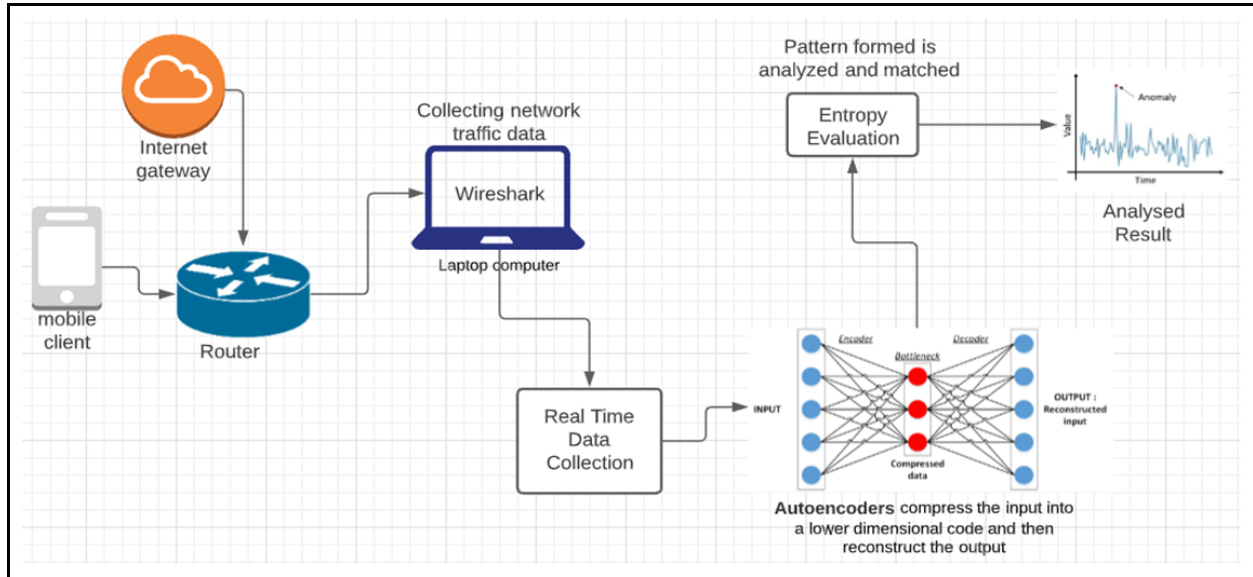 Internet
gateway
mobile
client
Router
Collecting network
traffic data
Wireshark
Laptop computer
Real Time
Data
Collection
INPUT
Encoder
Bottleneck
Decoder
Compressed
data
OUTPUT :
Reconstructed
input
Autoencoders compress the input into
a lower dimensional code and then
reconstruct the output
Pattern formed is
analyzed and matched
Entropy
Evaluation
Value
Anomaly
Time
Analysed
Result